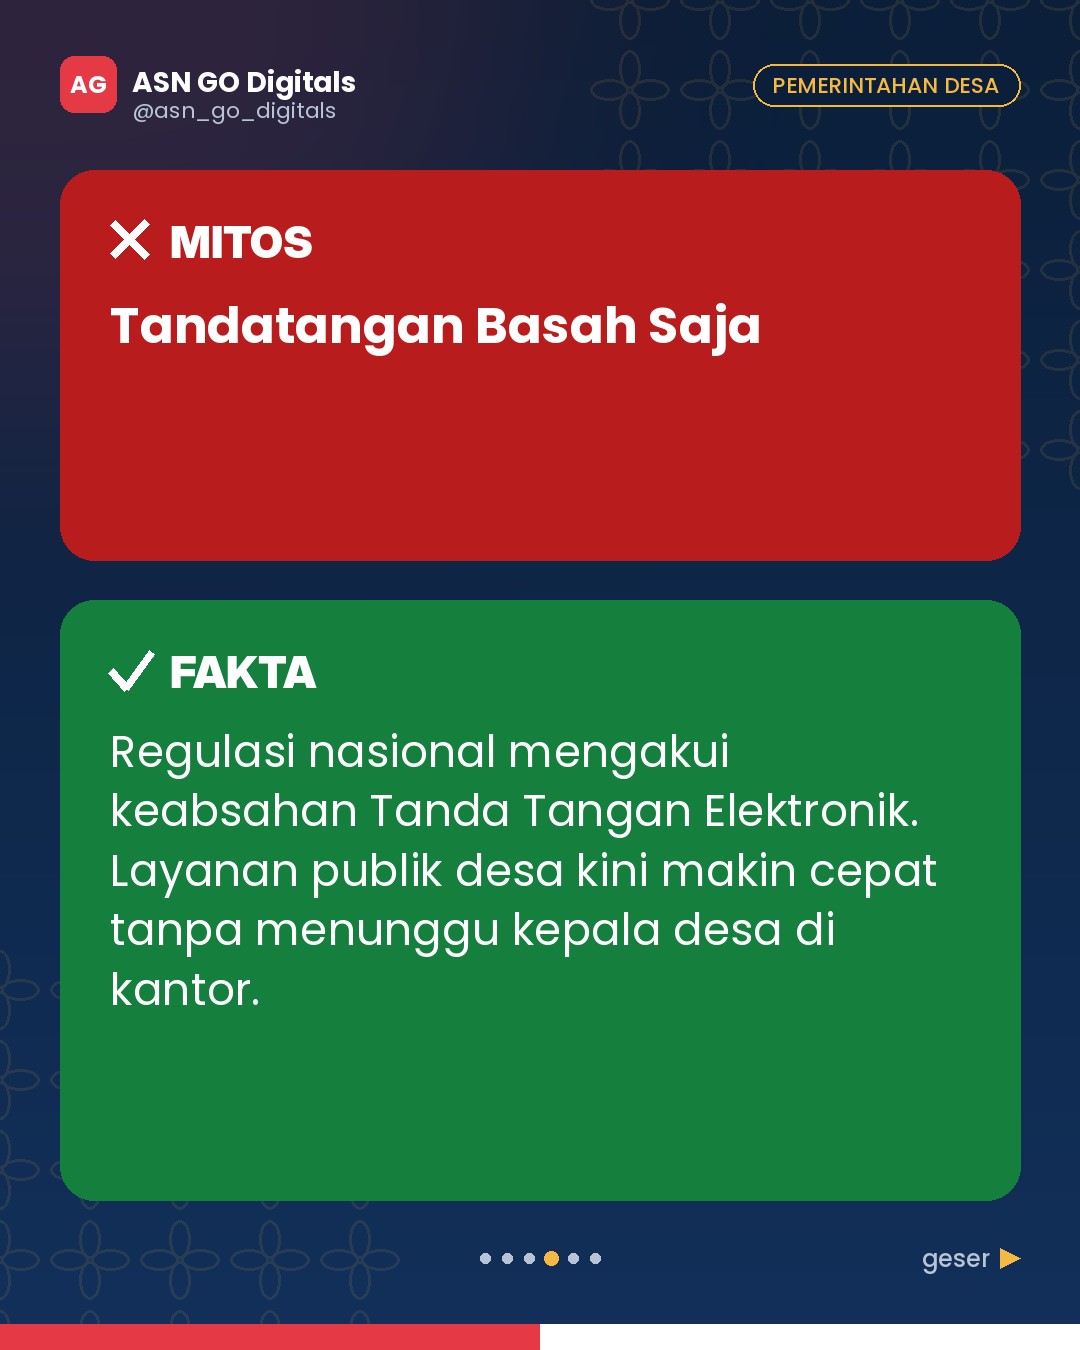 AG
ASN GO Digitals
@asn_go_digitals
PEMERINTAHAN DESA
MITOS
Tandatangan Basah Saja
FAKTA
Regulasi nasional mengakui
keabsahan Tanda Tangan Elektronik.
Layanan publik desa kini makin cepat
tanpa menunggu kepala desa di
kantor.
geser